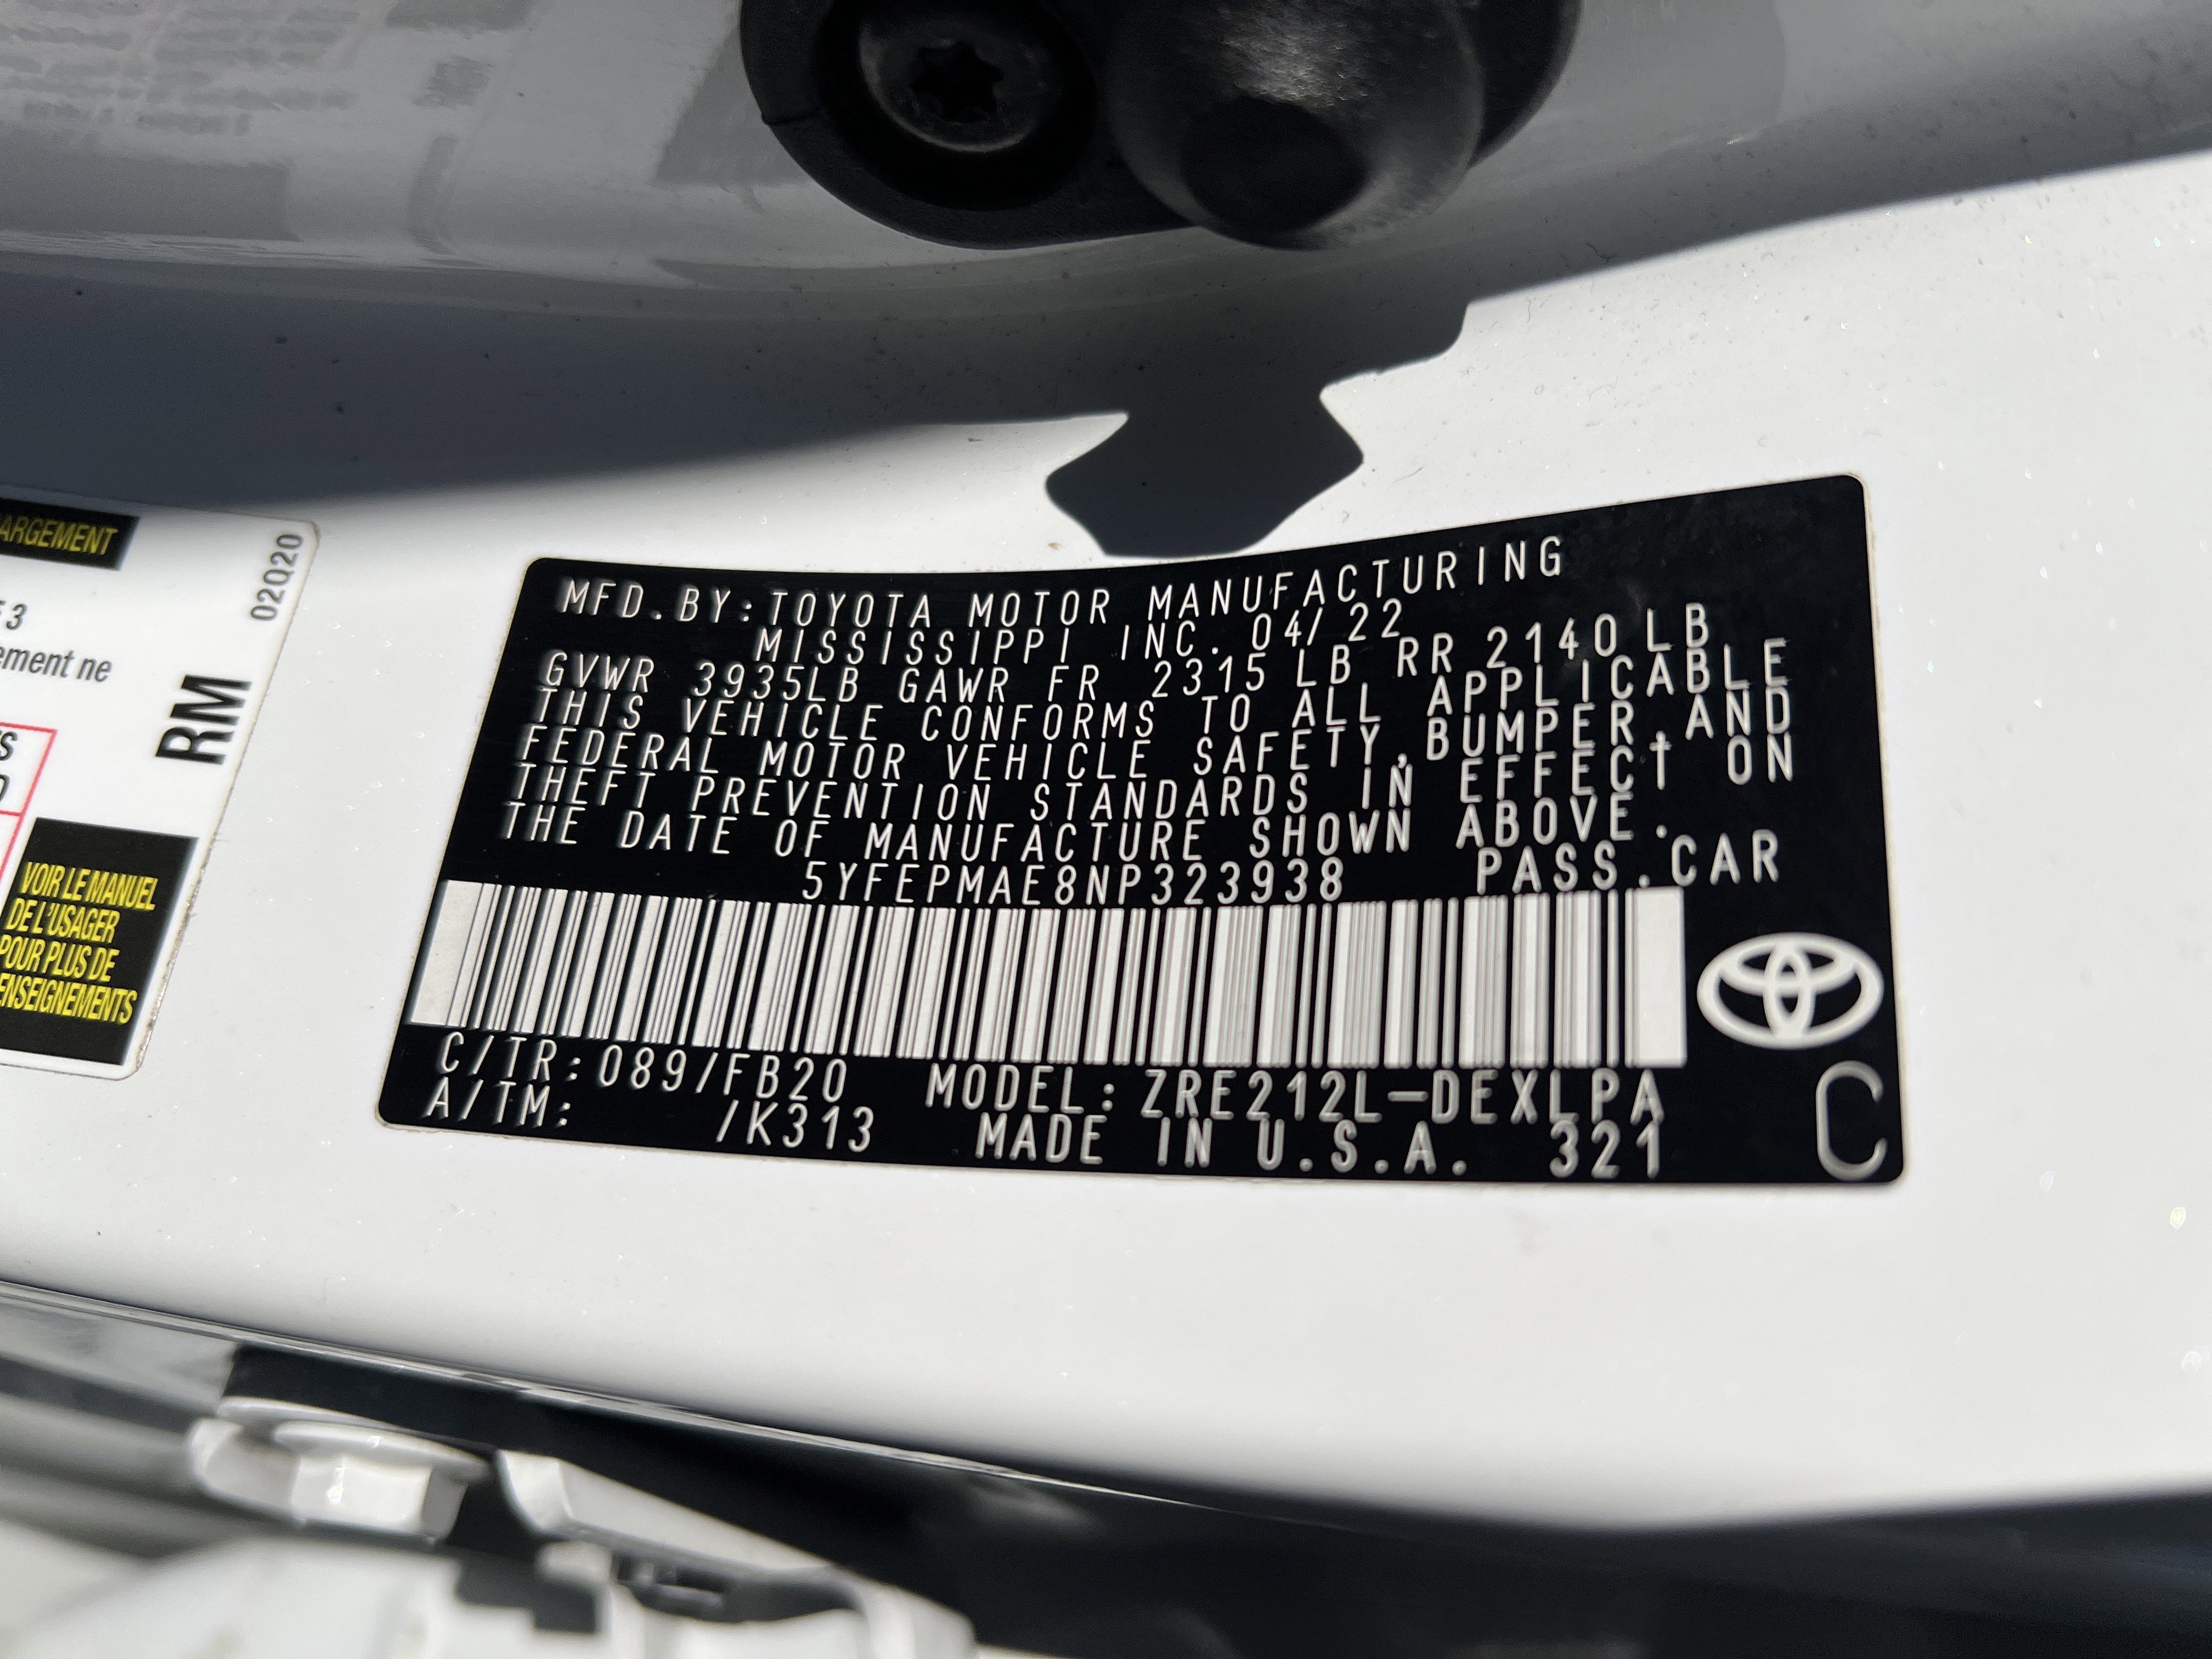 ARGEMENT
02Q20
3
ement ne
RM
VOIR LE MANUEL
DE L'USAGER
POUR PLUS DE
ENSEIGNEMENTS
MFD.BY:TOYOTA MOTOR MANUFACTURING
MISSISSIPPI INC. 04/22
GVWR 3935LB GAWR FR 2315 LB RR 2140 LB
THIS VEHICLE CONFORMS TO ALL APPLICABLE
FEDERAL MOTOR VEHICLE SAFETY,BUMPER,AND
THEFT PREVENTION STANDARDS IN EFFECT ON
THE DATE OF MANUFACTURE SHOWN ABOVE.
5YFEPMAE8NP323938 PASS.CAR
C/TR:089/FB20 MODEL:ZRE212L-DEXLPA
A/TM: /K313 MADE IN U.S.A. 321
C